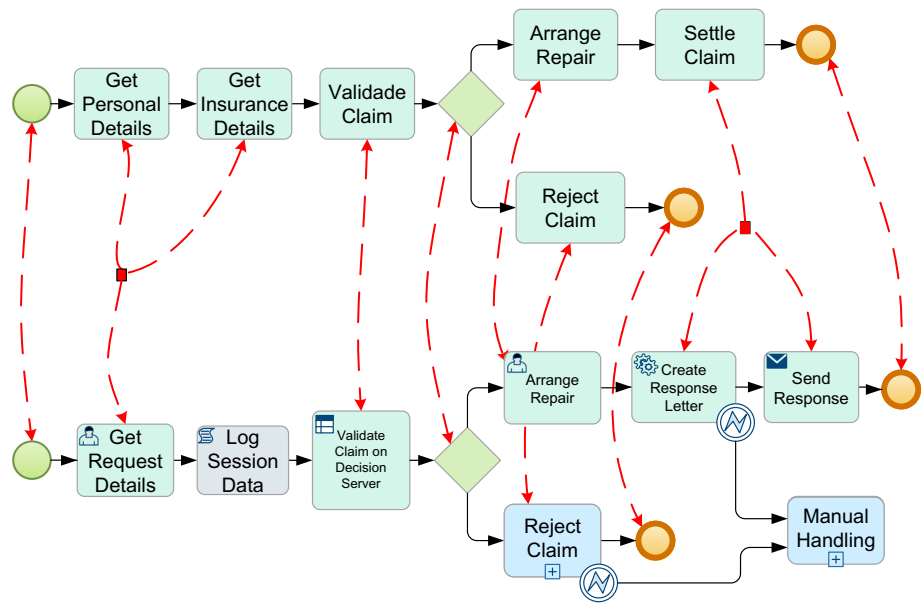 Get
Personal
Details
Get
Insurance
Details
Validade
Claim
Arrange
Repair
Settle
Claim
Reject
Claim
Get
Request
Details
Log
Session
Data
Validate
Claim on
Decision
Server
Arrange
Repair
Create
Response
Letter
Send
Response
Reject
Claim
Manual
Handling